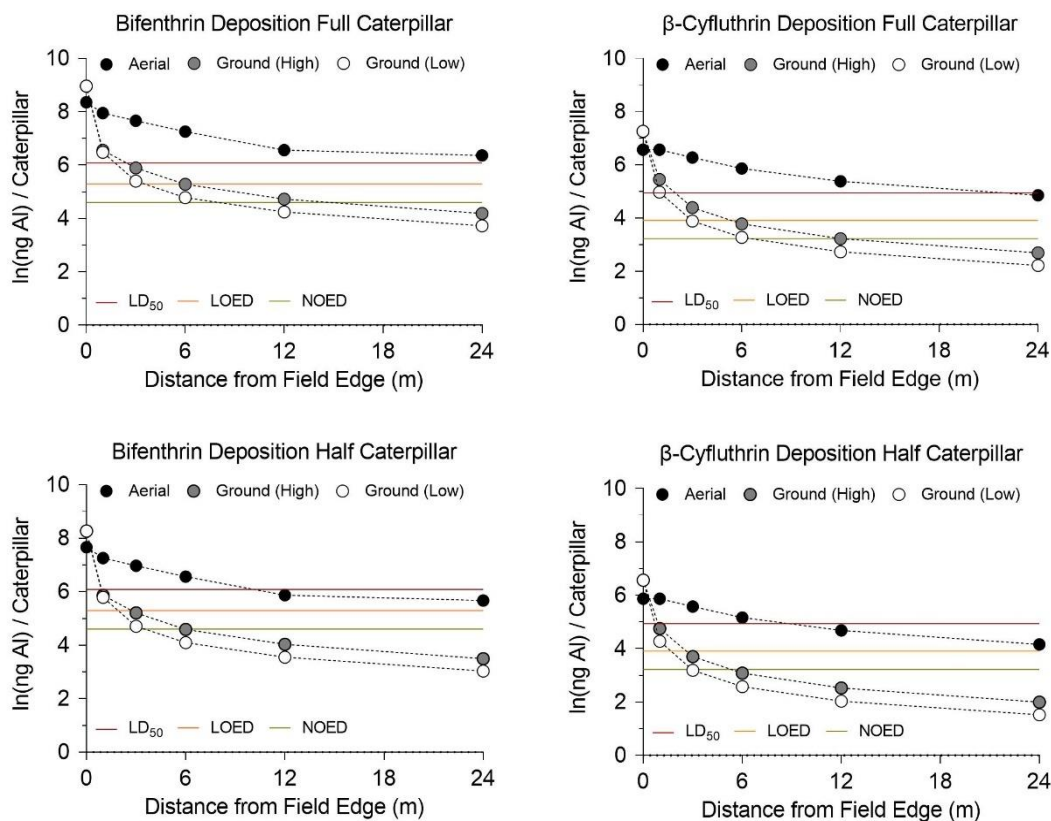 Bifenthrin Deposition Full Caterpillar
10
Aerial Ground (High) Ground (Low)
8
6
4
2
LD50 LOED NOED
0
0 6 12 18 24
ln(ng AI) / Caterpillar
Distance from Field Edge (m)
β-Cyfluthrin Deposition Full Caterpillar
10
Aerial Ground (High) Ground (Low)
8
6
4
2
LD50 LOED NOED
0
0 6 12 18 24
ln(ng AI) / Caterpillar
Distance from Field Edge (m)
Bifenthrin Deposition Half Caterpillar
10
Aerial Ground (High) Ground (Low)
8
6
4
2
LD50 LOED NOED
0
0 6 12 18 24
ln(ng AI) / Caterpillar
Distance from Field Edge (m)
β-Cyfluthrin Deposition Half Caterpillar
10
Aerial Ground (High) Ground (Low)
8
6
4
2
LD50 LOED NOED
0
0 6 12 18 24
ln(ng AI) / Caterpillar
Distance from Field Edge (m)